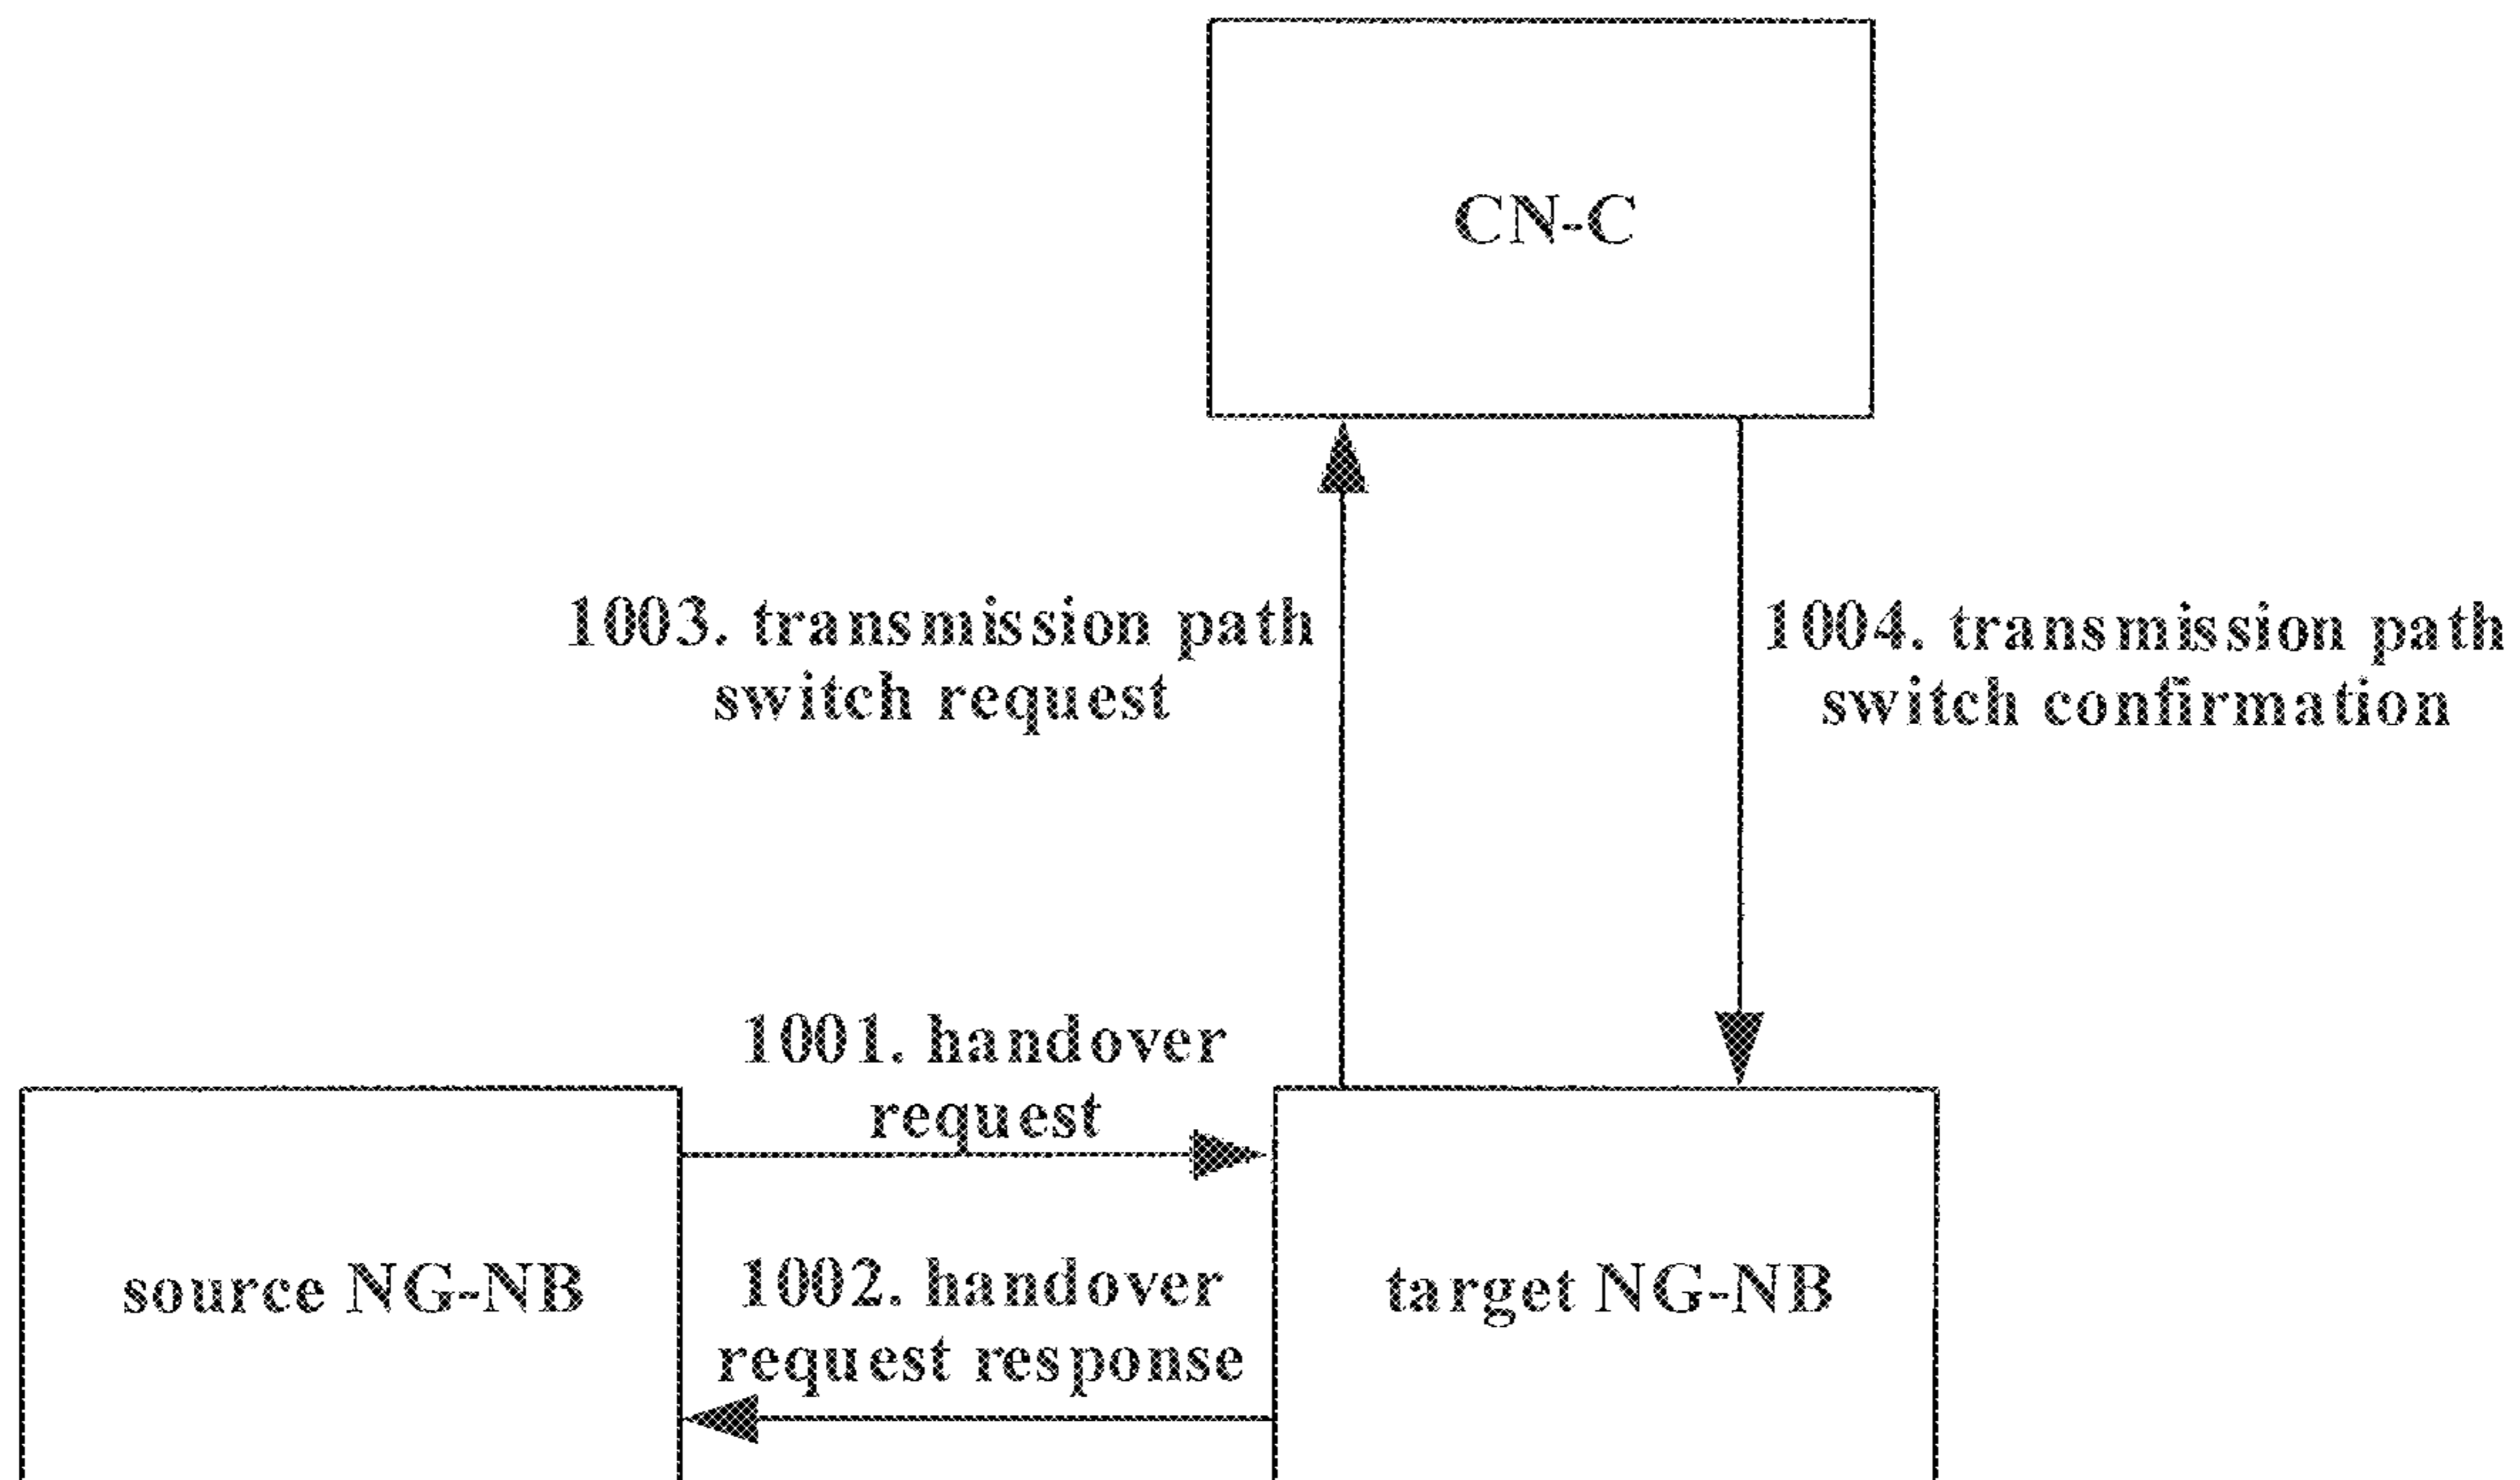 CN-C
1003. transmission path
switch request
1004. transmission path
switch confirmation
1001. handover
request
source NG-NB
1002. handover
request response
target NG-NB